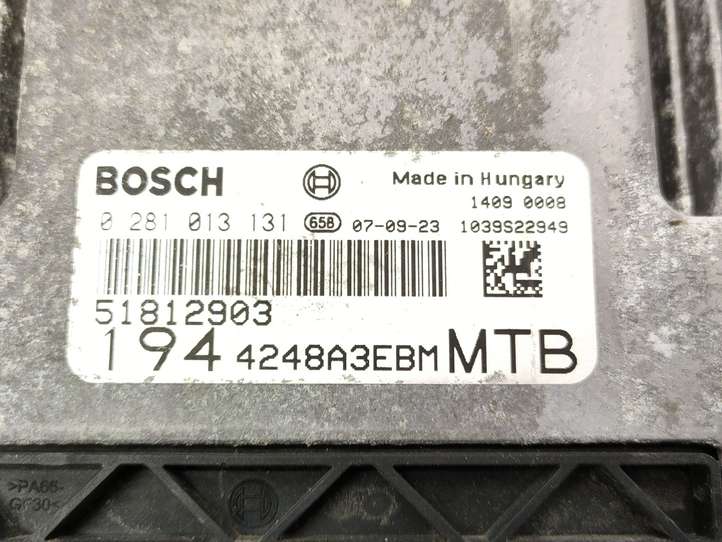 BOSCH Made in Hungary
1409 0008
0 281 013 131 658 07-09-23 1039S22949
51812903
194 4248A3EBM MTB
>PA66-
GF30<